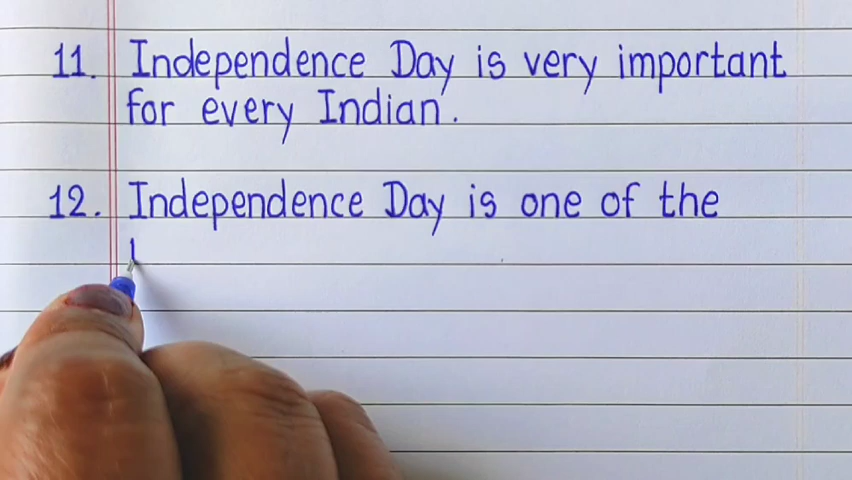 11. Independence Day is very important
for every Indian.
12. Independence Day is one of the